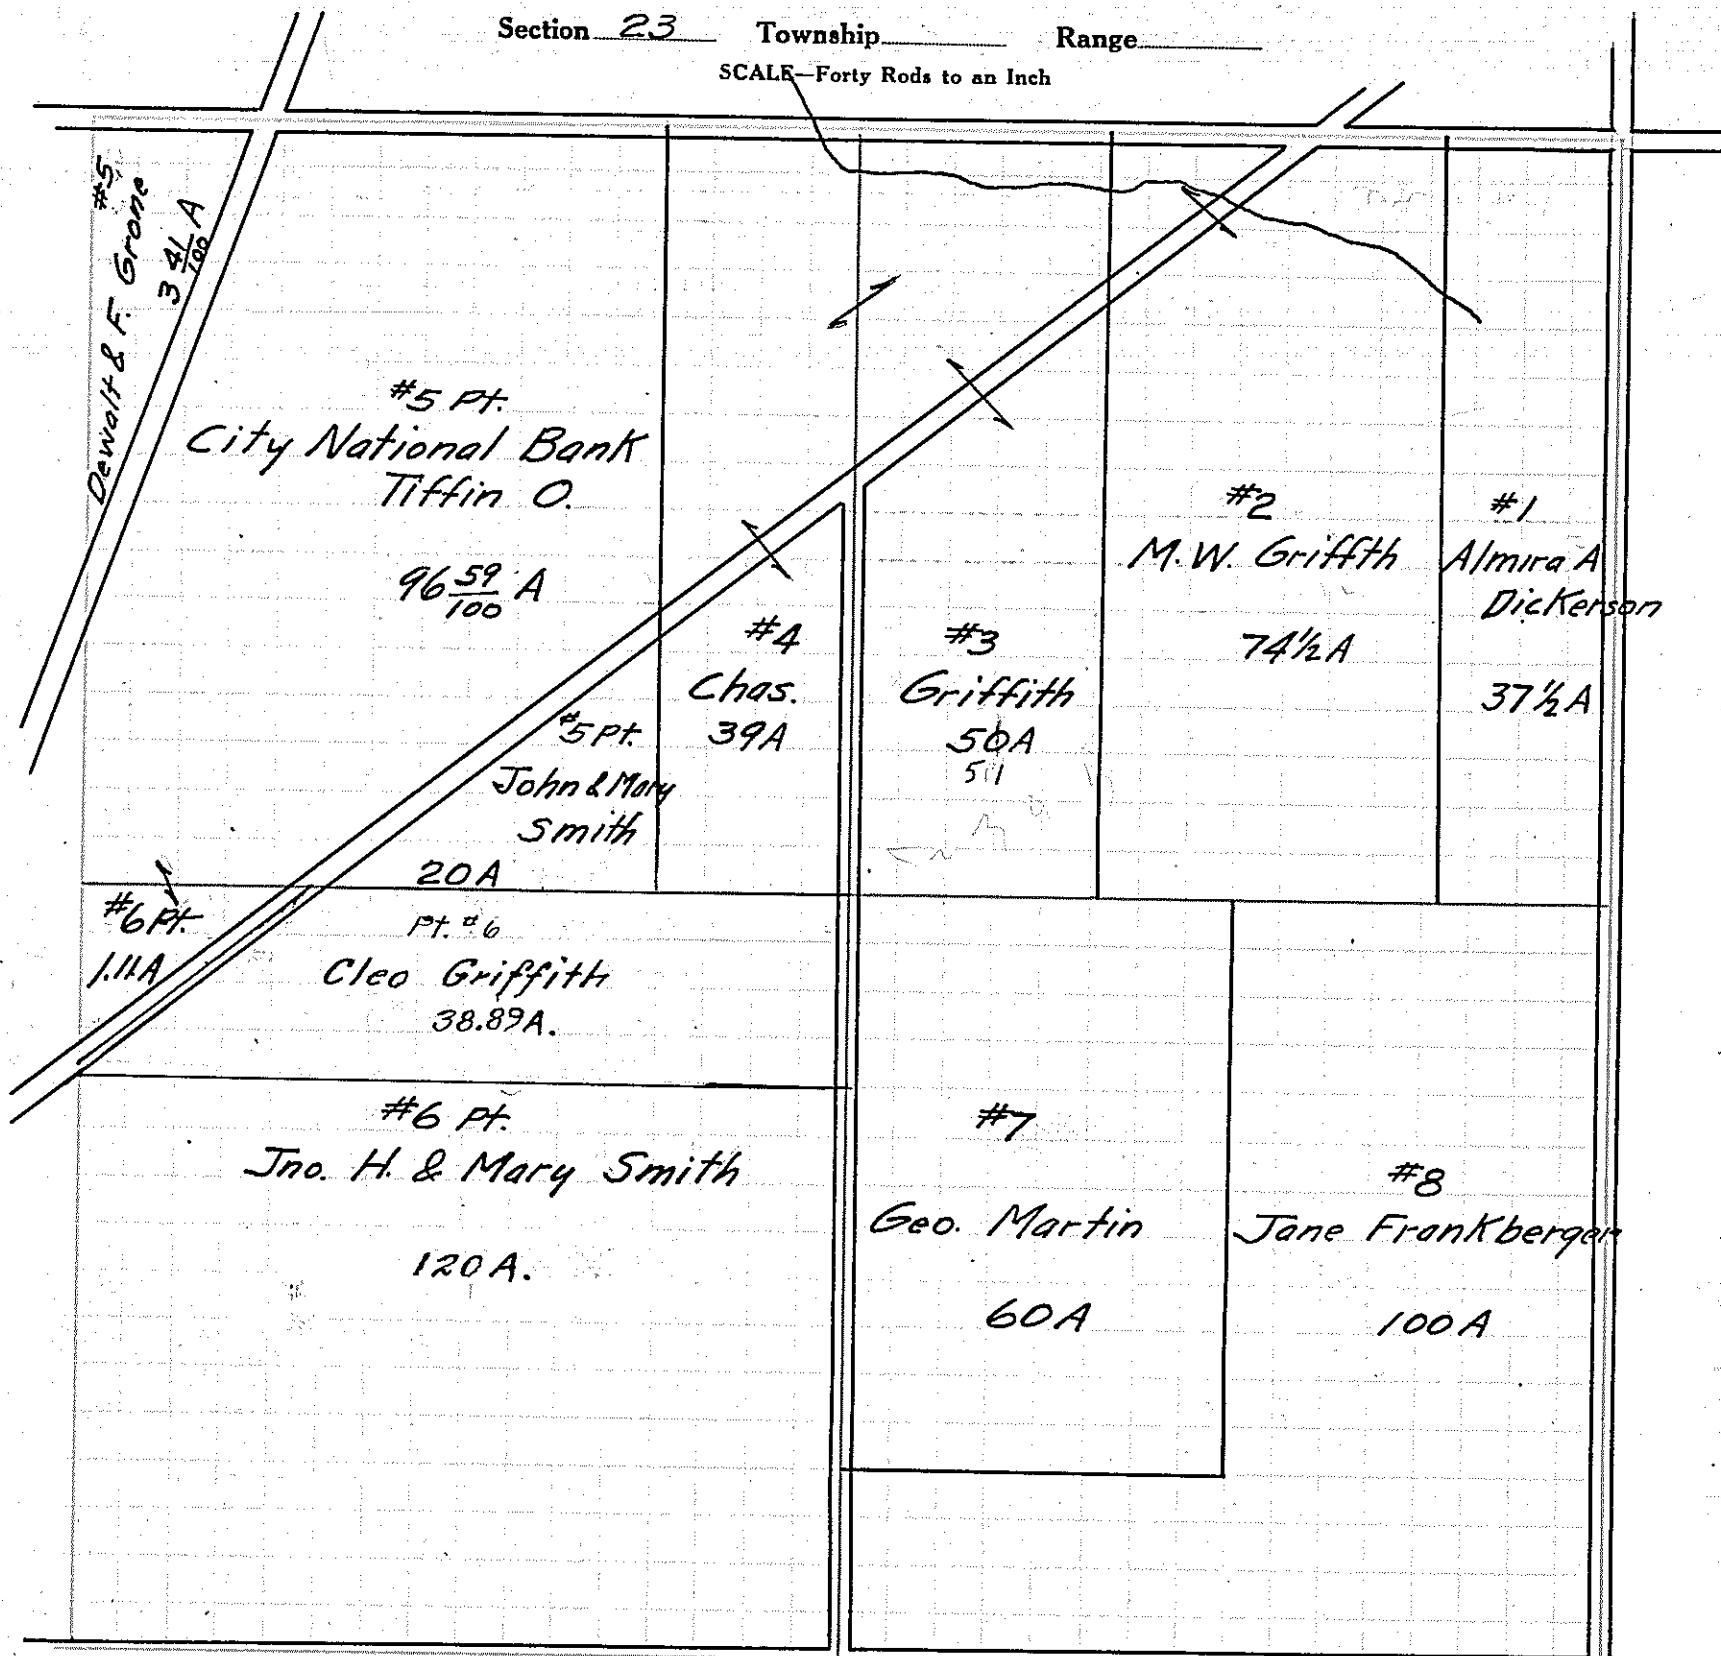 Section 23 Township Range
SCALE—Forty Rods to an Inch
#5
Dewalt & F. Grome
3 41/100 A
#5 Pt.
City National Bank
Tiffin O.
96 59/100 A
#4
Chas.
39A
#3
Griffith
50A
51
#2
M.W. Griffth
74½A
#1
Almira A
Dickerson
37½A
#5 Pt.
John & Mary
Smith
20A
#6 Pt.
1.11A
Pt. #6
Cleo Griffith
38.89A.
#6 Pt.
Jno. H. & Mary Smith
120A.
#7
Geo. Martin
60A
#8
Jane Frankberger
100A